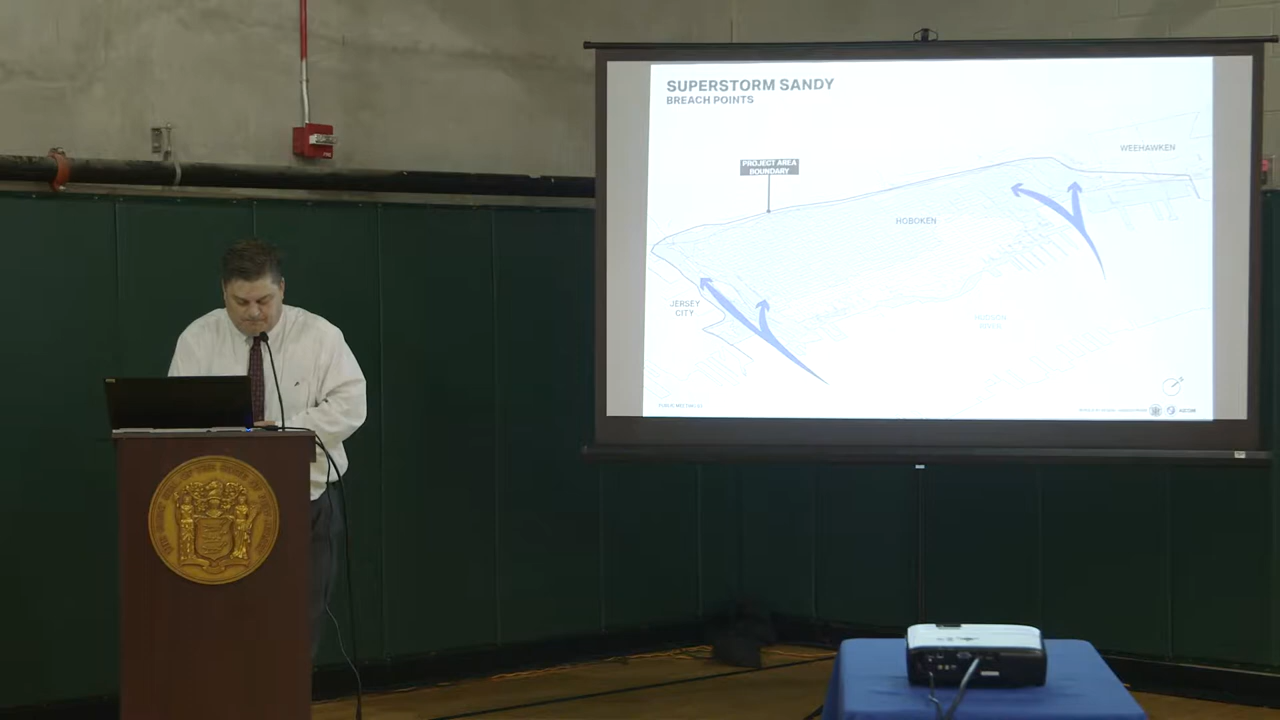 SUPERSTORM SANDY
BREACH POINTS
WEEHAWKEN
PROJECT AREA
BOUNDARY
HOBOKEN
JERSEY
CITY
HUDSON
RIVER